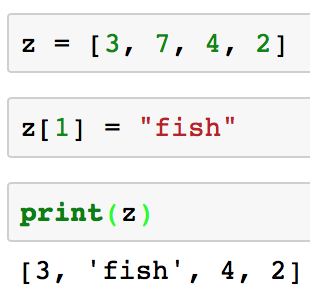 z = [3, 7, 4, 2]
z[1] = "fish"
print(z)
[3, 'fish', 4, 2]